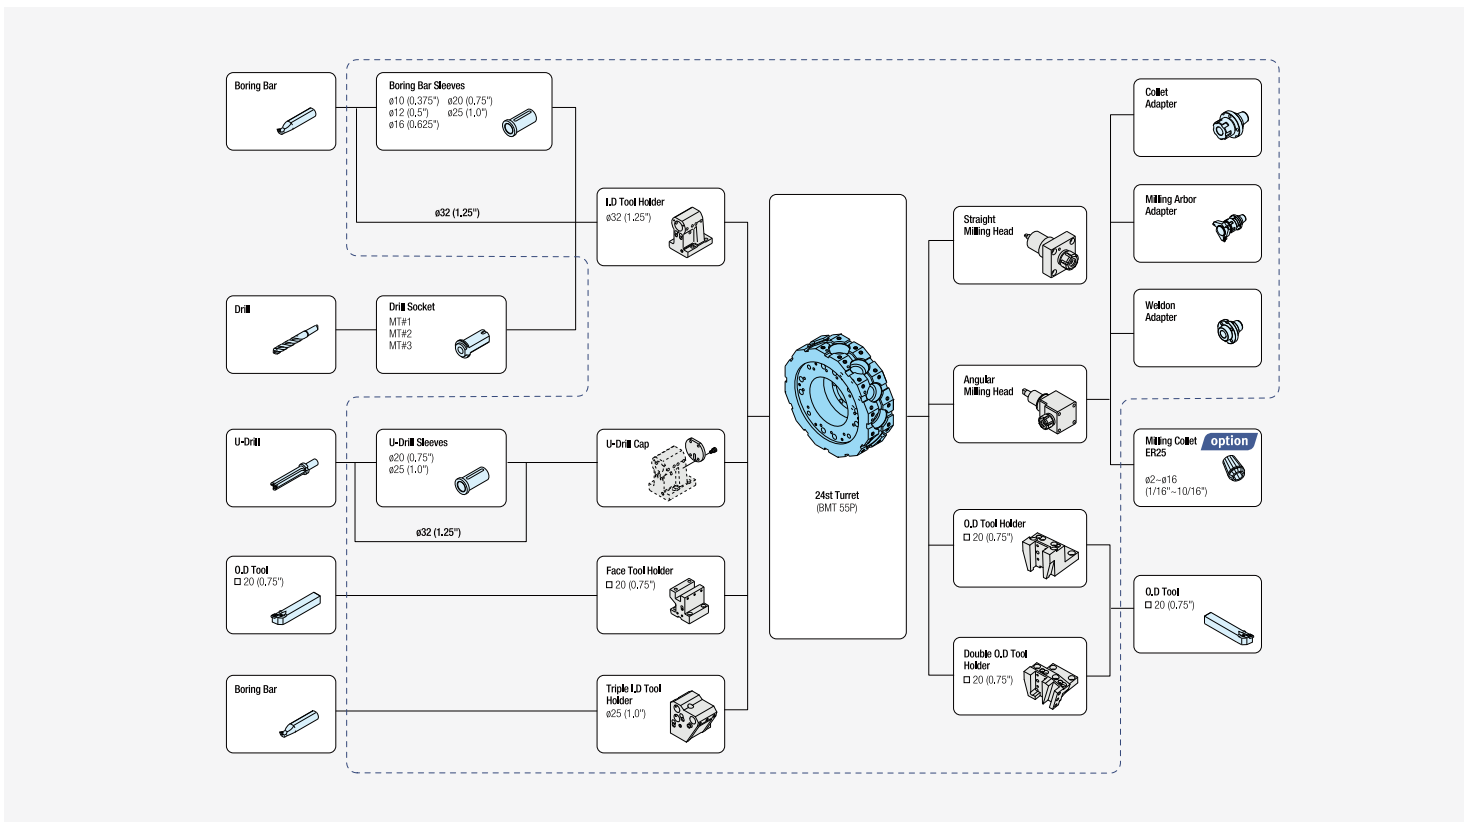 Boring Bar
Boring Bar Sleeves
ø10 (0.375") ø20 (0.75")
ø12 (0.5") ø25 (1.0")
ø16 (0.625")
ø32 (1.25")
I.D Tool Holder
ø32 (1.25")
Drill
Drill Socket
MT#1
MT#2
MT#3
U-Drill
U-Drill Sleeves
ø20 (0.75")
ø25 (1.0")
ø32 (1.25")
U-Drill Cap
O.D Tool
□ 20 (0.75")
Face Tool Holder
□ 20 (0.75")
Boring Bar
Triple I.D Tool
Holder
ø25 (1.0")
24st Turret
(BMT 55P)
Straight
Milling Head
Angular
Milling Head
O.D Tool Holder
□ 20 (0.75")
Double O.D Tool
Holder
□ 20 (0.75")
Collet
Adapter
Milling Arbor
Adapter
Weldon
Adapter
Milling Collet option
ER25
ø2~ø16
(1/16"~10/16")
O.D Tool
□ 20 (0.75")